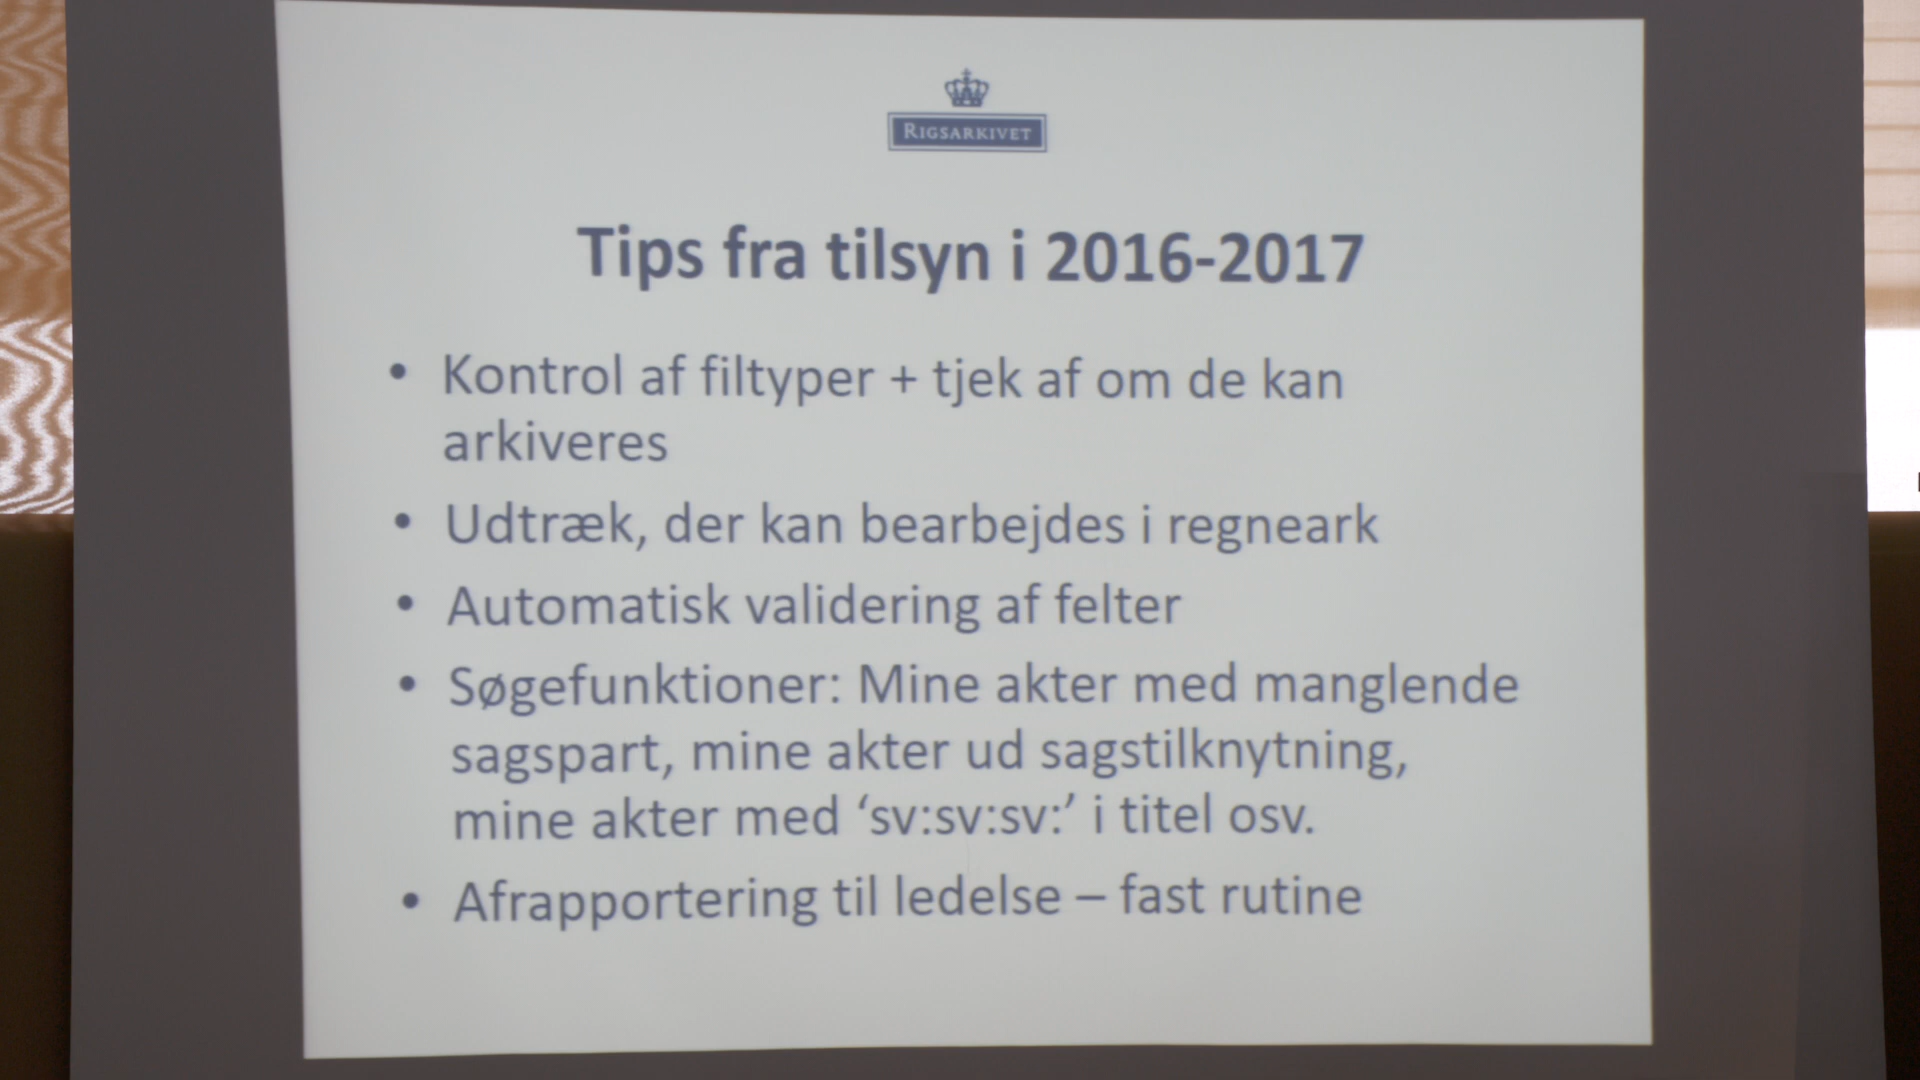 RIGSARKIVET
Tips fra tilsyn i 2016-2017
• Kontrol af filtyper + tjek af om de kan
arkiveres
• Udtræk, der kan bearbejdes i regneark
• Automatisk validering af felter
• Søgefunktioner: Mine akter med manglende
sagspart, mine akter ud sagstilknytning,
mine akter med ‘sv:sv:sv:’ i titel osv.
• Afrapportering til ledelse – fast rutine